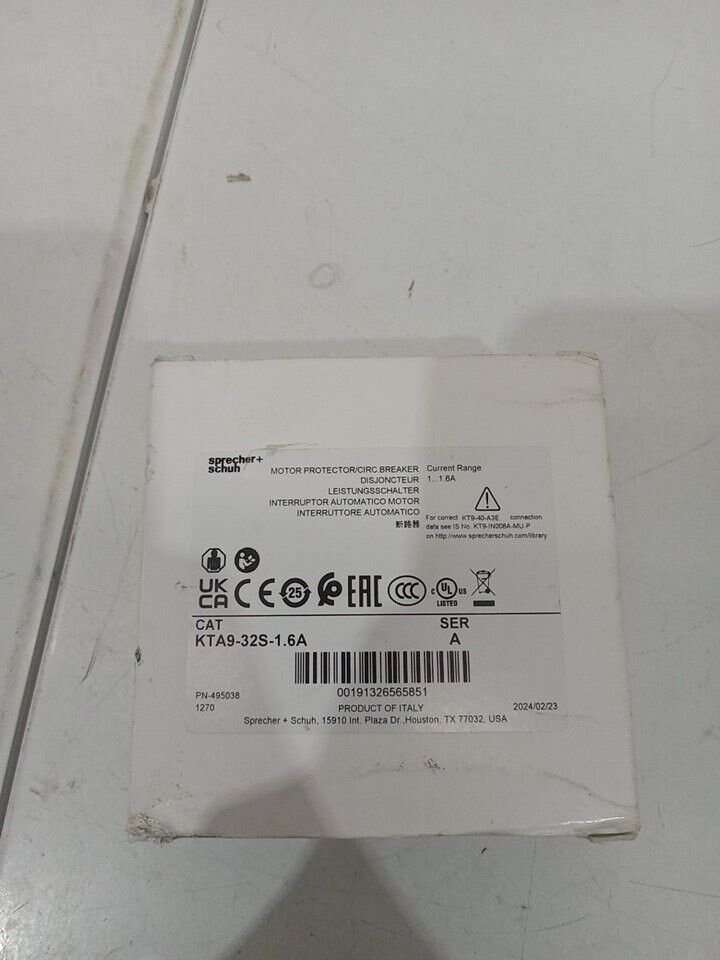 sprecher+
schuh
MOTOR PROTECTOR/CIRC.BREAKER
DISJONCTEUR
LEISTUNGSSCHALTER
INTERRUPTOR AUTOMATICO MOTOR
INTERRUTTORE AUTOMATICO
断路器
Current Range
1...1.6A
For correct KT9-40-A3E connection
data see IS No. KT9-IN008A-MU-P
on http://www.sprecherschuh.com/library
UK
CA CE 25 EAC CCC c UL us
LISTED
CAT SER
KTA9-32S-1.6A A
00191326565851
PN-495038
1270 PRODUCT OF ITALY 2024/02/23
Sprecher + Schuh, 15910 Int. Plaza Dr.,Houston, TX 77032, USA